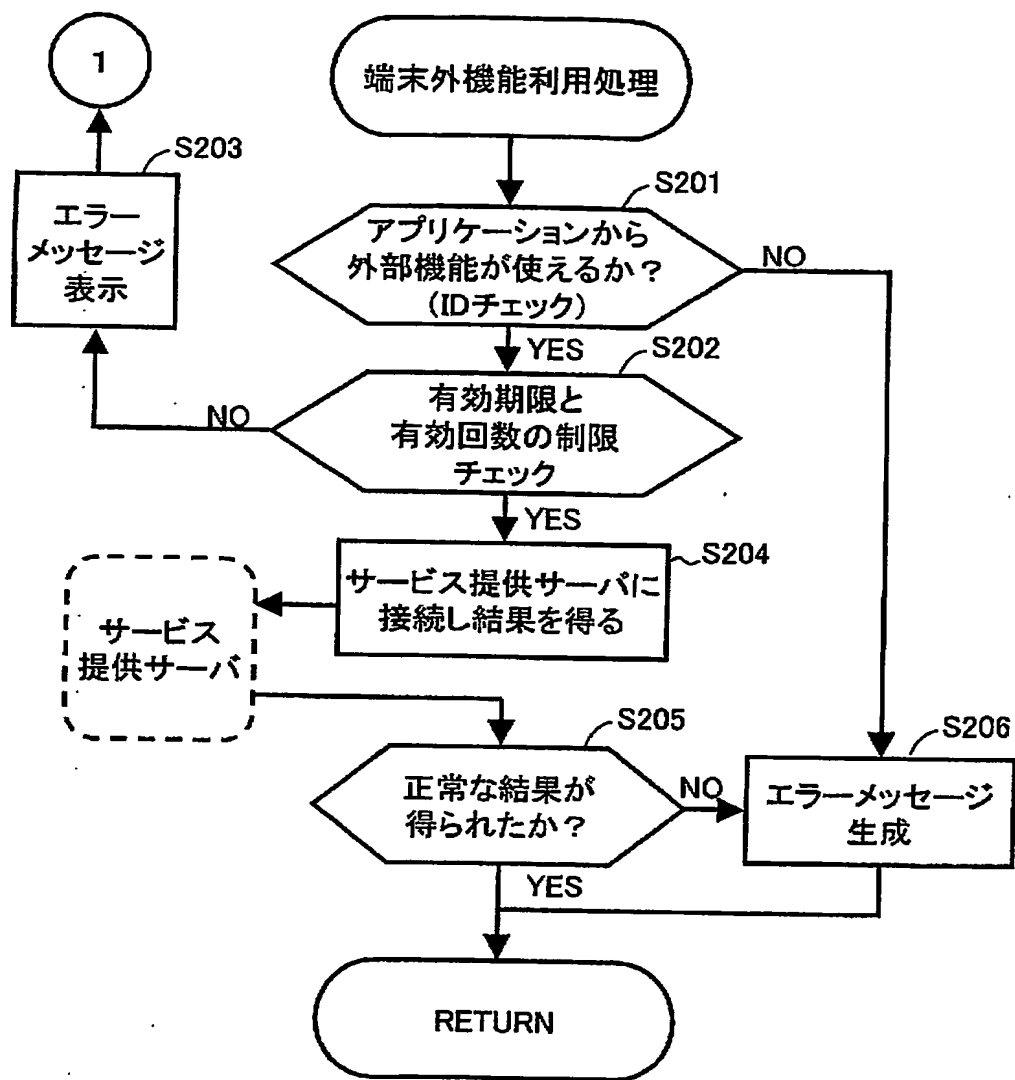 1
端末外機能利用処理
S203
エラー
メッセージ
表示
S201
アプリケーションから
外部機能が使えるか？
(IDチェック)
NO
YES
S202
有効期限と
有効回数の制限
チェック
NO
YES
S204
サービス提供サーバに
接続し結果を得る
サービス
提供サーバ
S205
正常な結果が
得られたか？
NO
S206
エラーメッセージ
生成
YES
RETURN